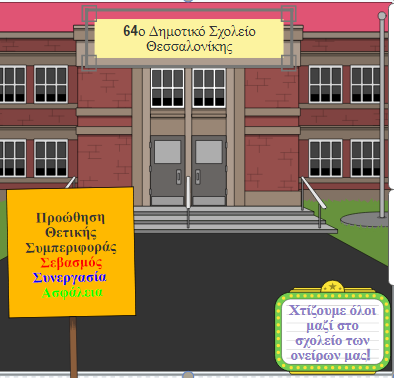 64ο Δημοτικό Σχολείο
Θεσσαλονίκης
Προώθηση
Θετικής
Συμπεριφοράς
Σεβασμός
Συνεργασία
Ασφάλεια
Χτίζουμε όλοι
μαζί στο
σχολείο των
ονείρων μας!